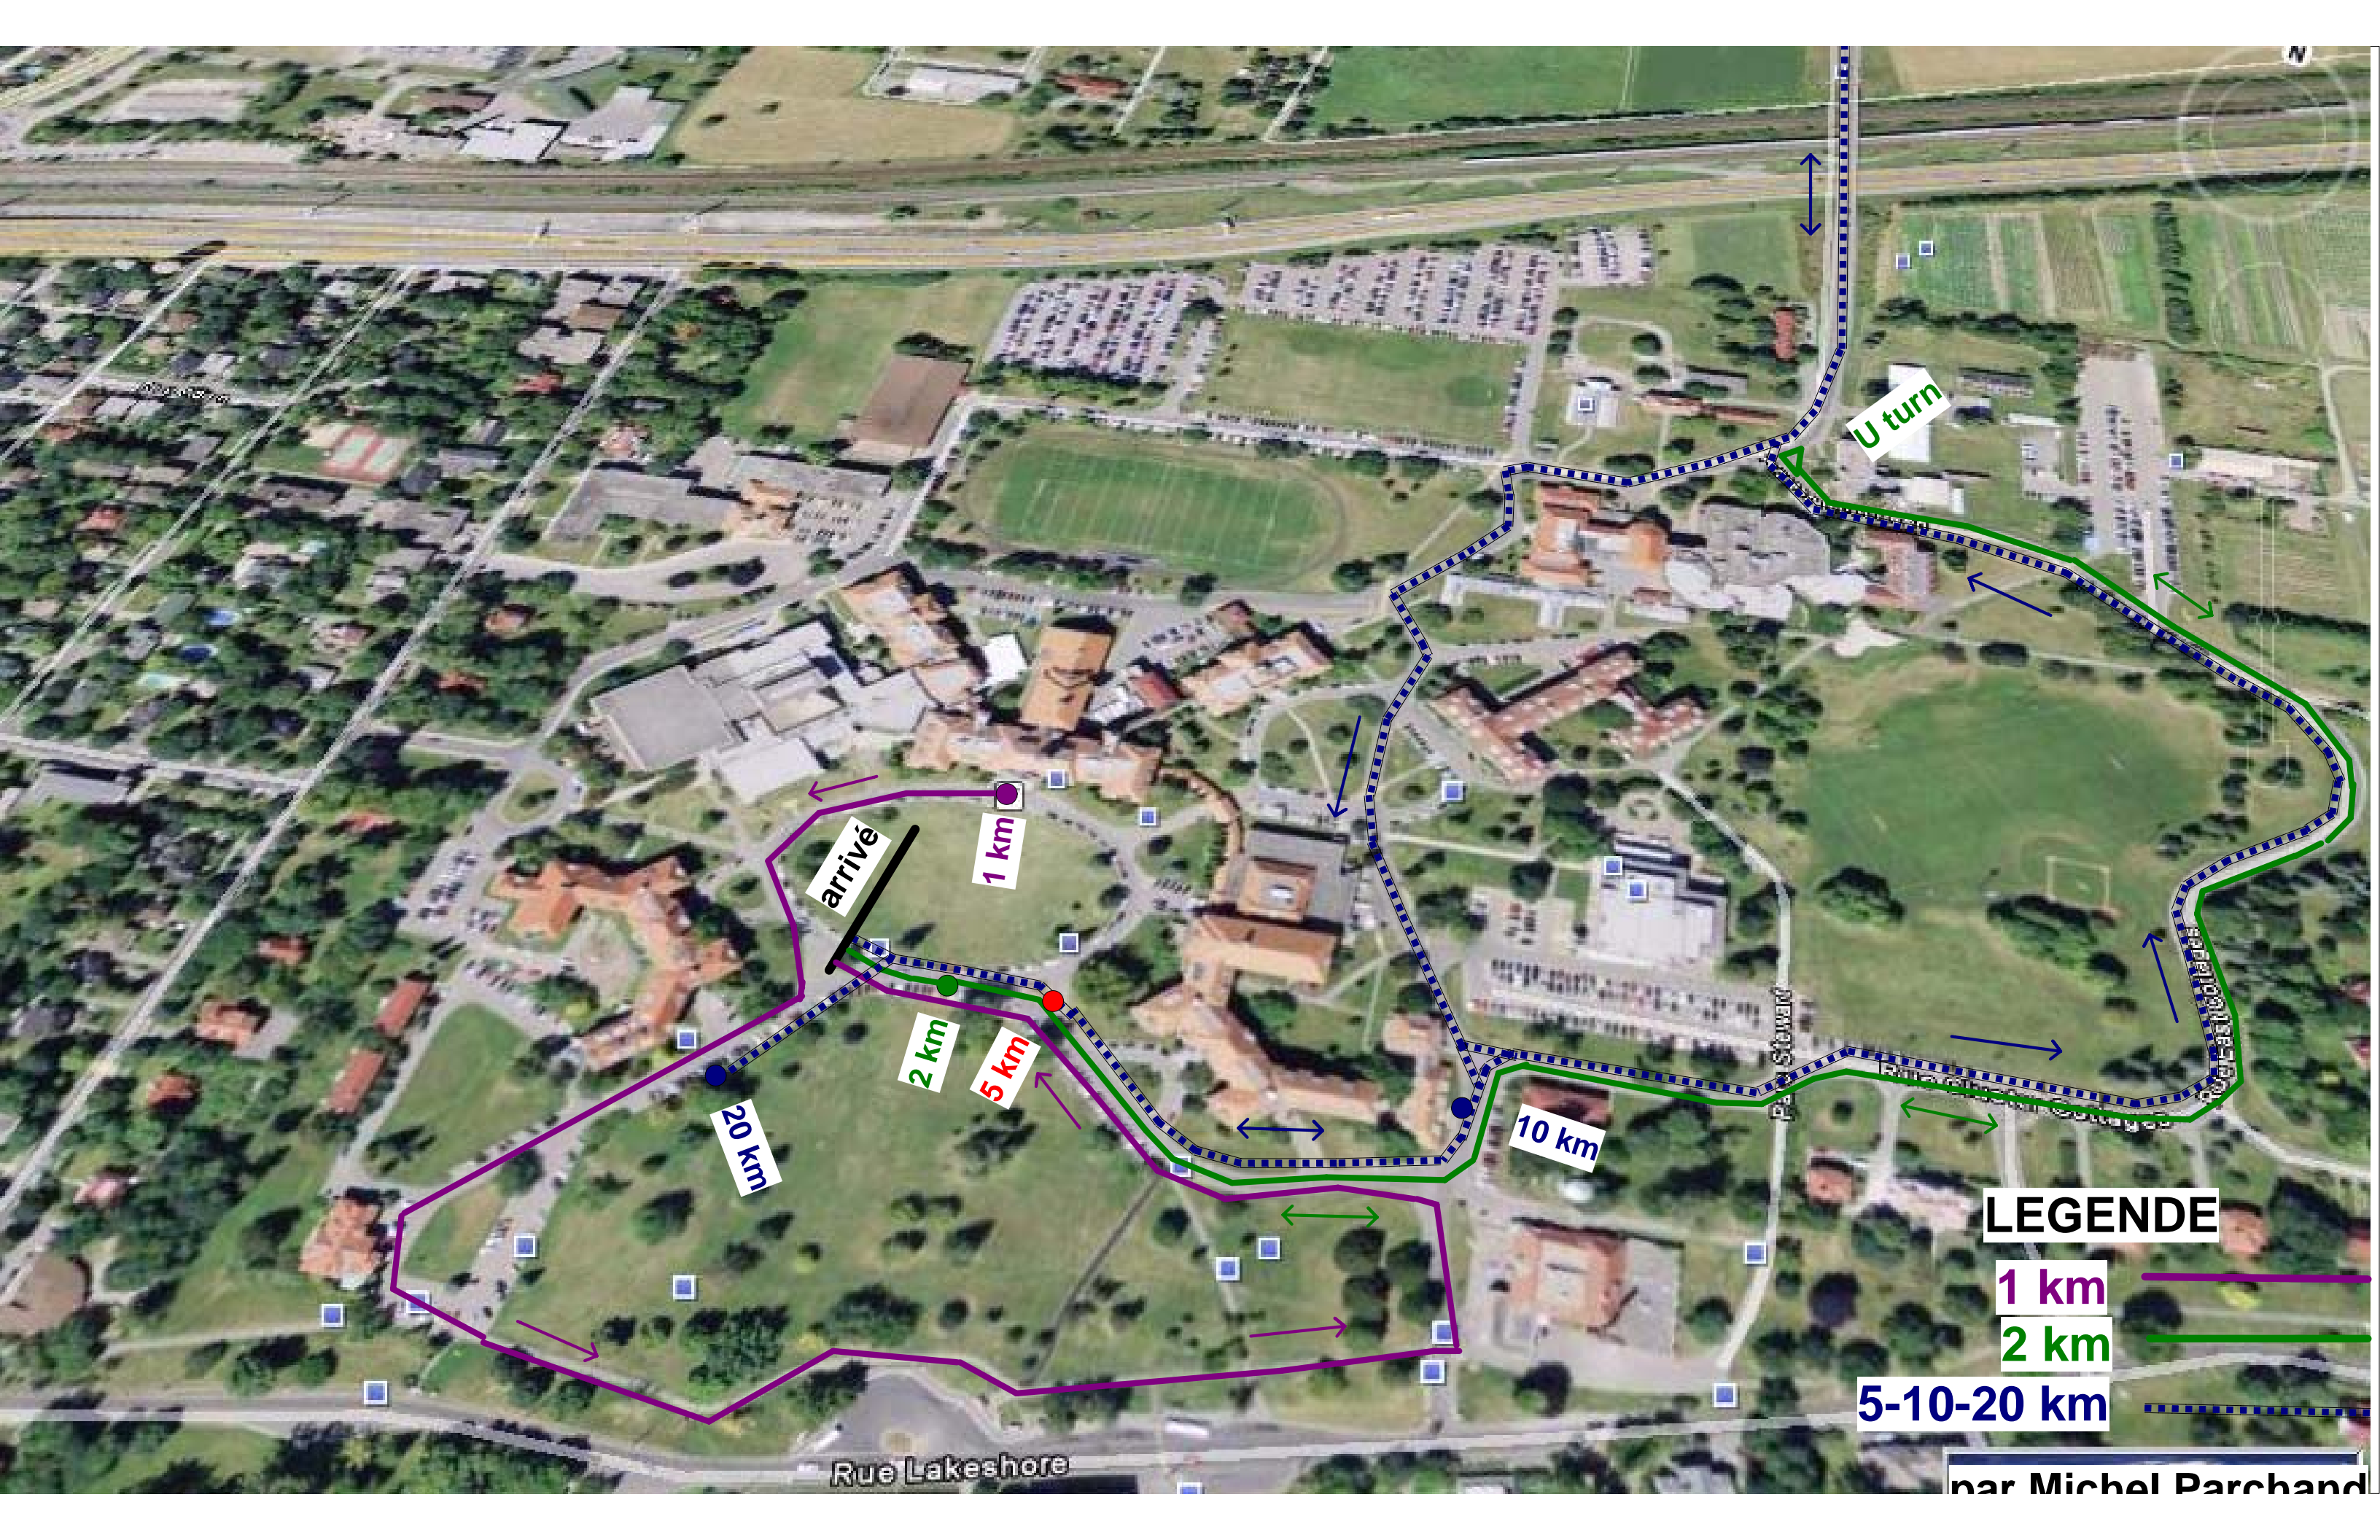 N
U turn
arrivé
1 km
2 km
5 km
20 km
10 km
Rue Lakeshore
LEGENDE
1 km
2 km
5-10-20 km
par Michel Parchand